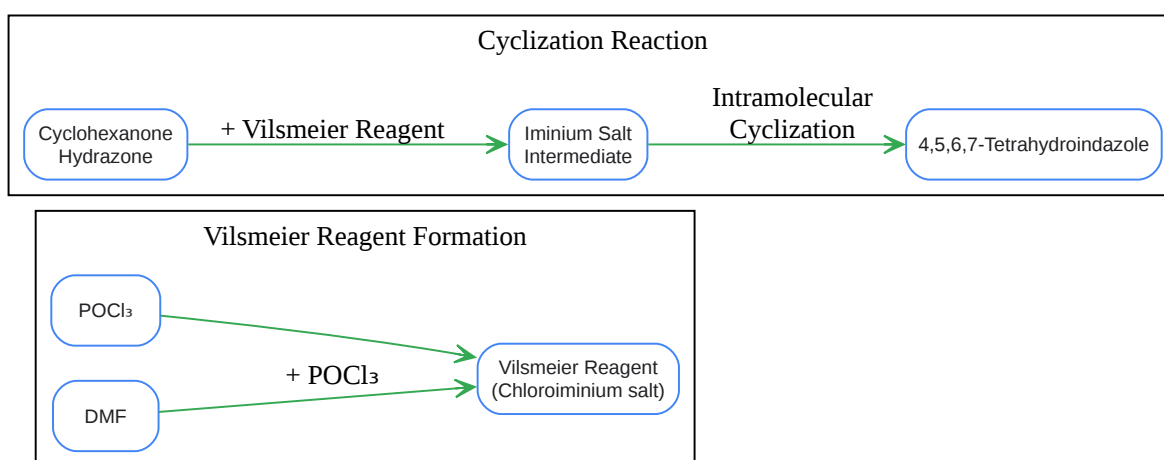 Cyclization Reaction
Cyclohexanone
Hydrazone
+ Vilsmeier Reagent
Iminium Salt
Intermediate
Intramolecular
Cyclization
4,5,6,7-Tetrahydroindazole
Vilsmeier Reagent Formation
POCl₃
DMF
+ POCl₃
Vilsmeier Reagent
(Chloroiminium salt)